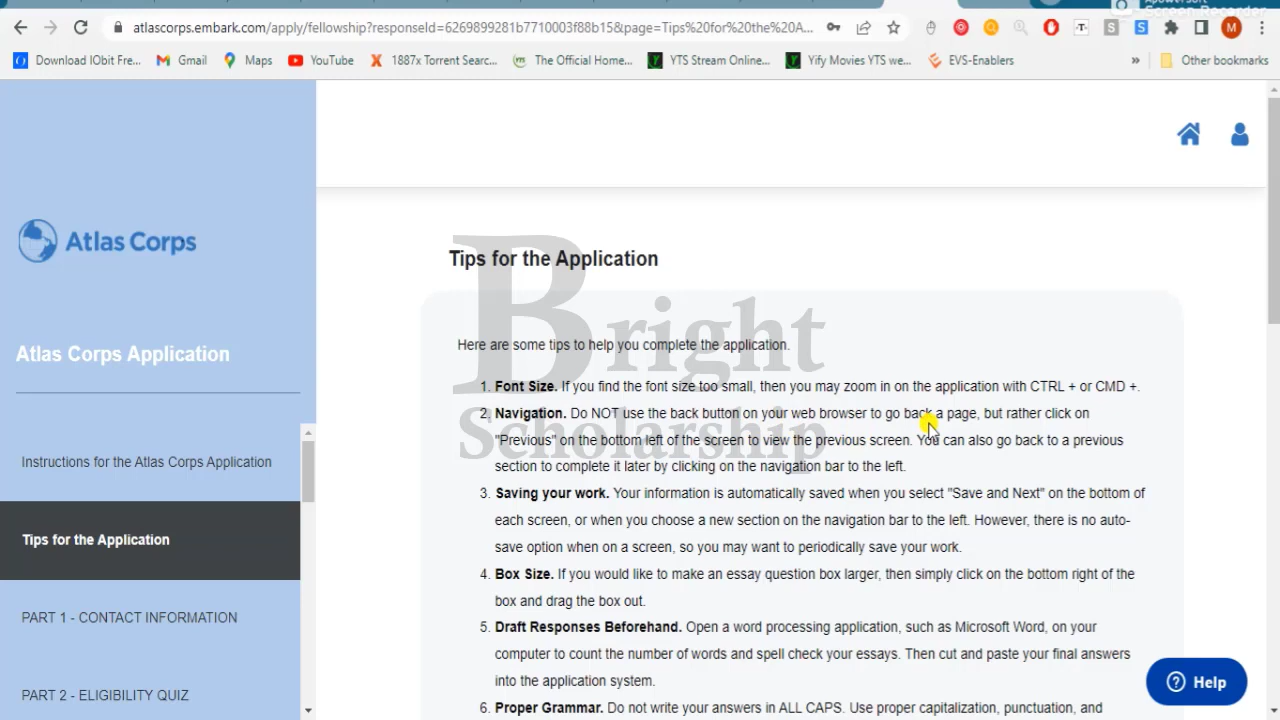 Apowersoft
Screen Recorder
atlascorps.embark.com/apply/fellowship?responseId=6269899281b7710003f88b15&page=Tips%20for%20the%20A...
Download IObit Fre...
Gmail
Maps
YouTube
1887x Torrent Searc...
The Official Home...
YTS Stream Online...
Yify Movies YTS we...
EVS-Enablers
»
Other bookmarks
M
Atlas Corps
Atlas Corps Application
Instructions for the Atlas Corps Application
Tips for the Application
PART 1 - CONTACT INFORMATION
PART 2 - ELIGIBILITY QUIZ
Bright
Scholarship
Tips for the Application
Here are some tips to help you complete the application.
1. Font Size. If you find the font size too small, then you may zoom in on the application with CTRL + or CMD +.
2. Navigation. Do NOT use the back button on your web browser to go back a page, but rather click on
"Previous" on the bottom left of the screen to view the previous screen. You can also go back to a previous
section to complete it later by clicking on the navigation bar to the left.
3. Saving your work. Your information is automatically saved when you select "Save and Next" on the bottom of
each screen, or when you choose a new section on the navigation bar to the left. However, there is no auto-
save option when on a screen, so you may want to periodically save your work.
4. Box Size. If you would like to make an essay question box larger, then simply click on the bottom right of the
box and drag the box out.
5. Draft Responses Beforehand. Open a word processing application, such as Microsoft Word, on your
computer to count the number of words and spell check your essays. Then cut and paste your final answers
into the application system.
6. Proper Grammar. Do not write your answers in ALL CAPS. Use proper capitalization, punctuation, and
Help